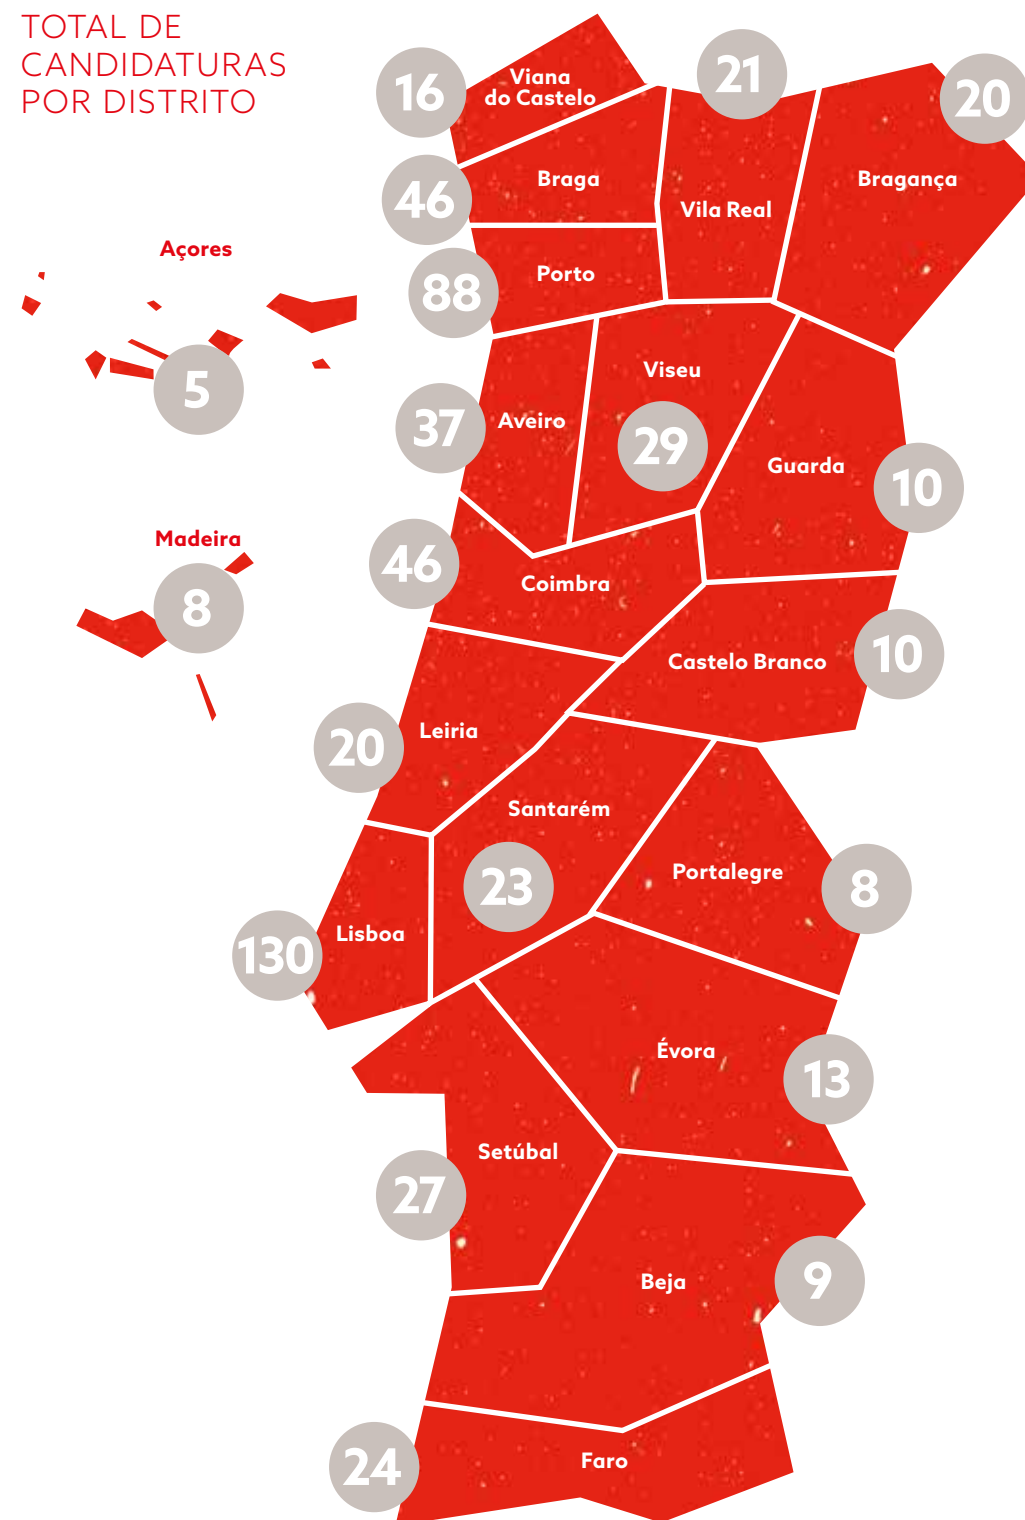 TOTAL DE
CANDIDATURAS
POR DISTRITO
16
Viana
do Castelo
21
20
46
Braga
Vila Real
Bragança
Açores
88
Porto
5
37
Aveiro
Viseu
29
Guarda
10
Madeira
8
46
Coimbra
Castelo Branco
10
20
Leiria
Santarém
23
Portalegre
8
130
Lisboa
Évora
13
27
Setúbal
Beja
9
24
Faro